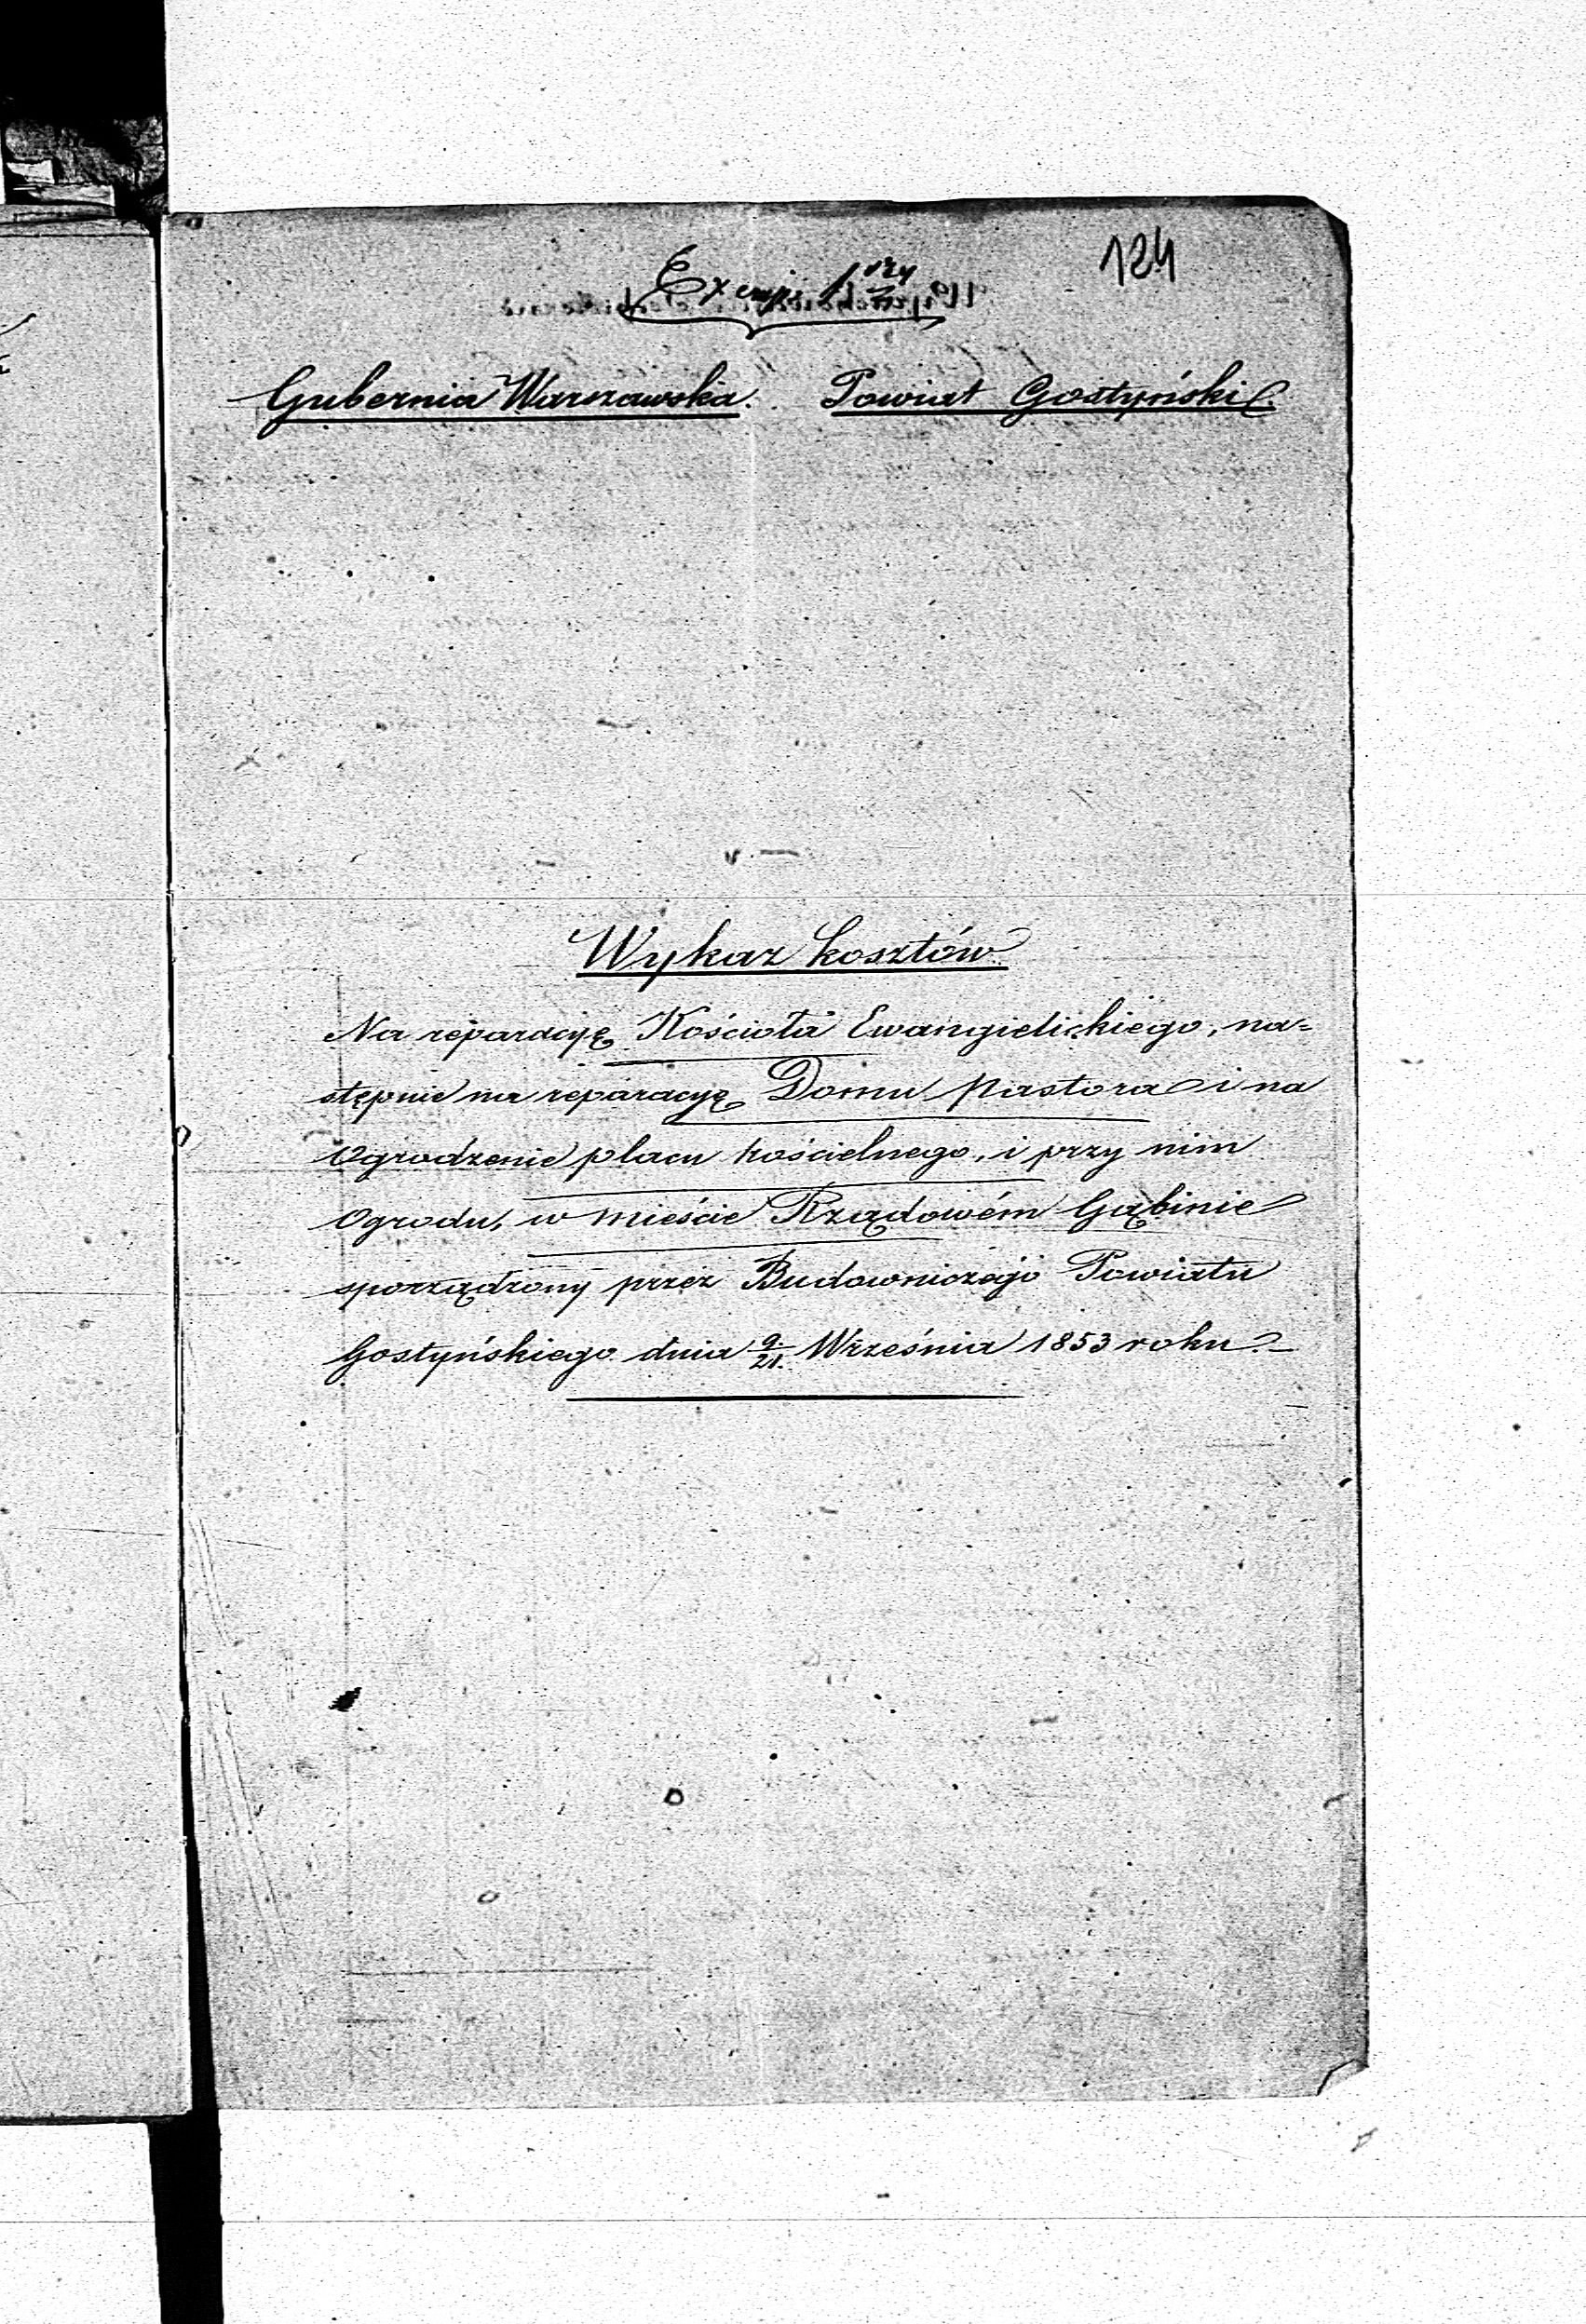 124
Exemp. 1szy
Gubernia Warszawska. Powiat Gostyński
Wykaz kosztów
Na reparacyę Kościoła Ewangielickiego, na=
stępnie na reparacyę Domu Pastora i na
Ogrodzenie placu kościelnego, i przy nim
Ogrodu, w mieście Rządowém Gąbinie
sporządzony przez Budowniczego Powiatu
Gostyńskiego dnia 9/21. Września 1853 roku.